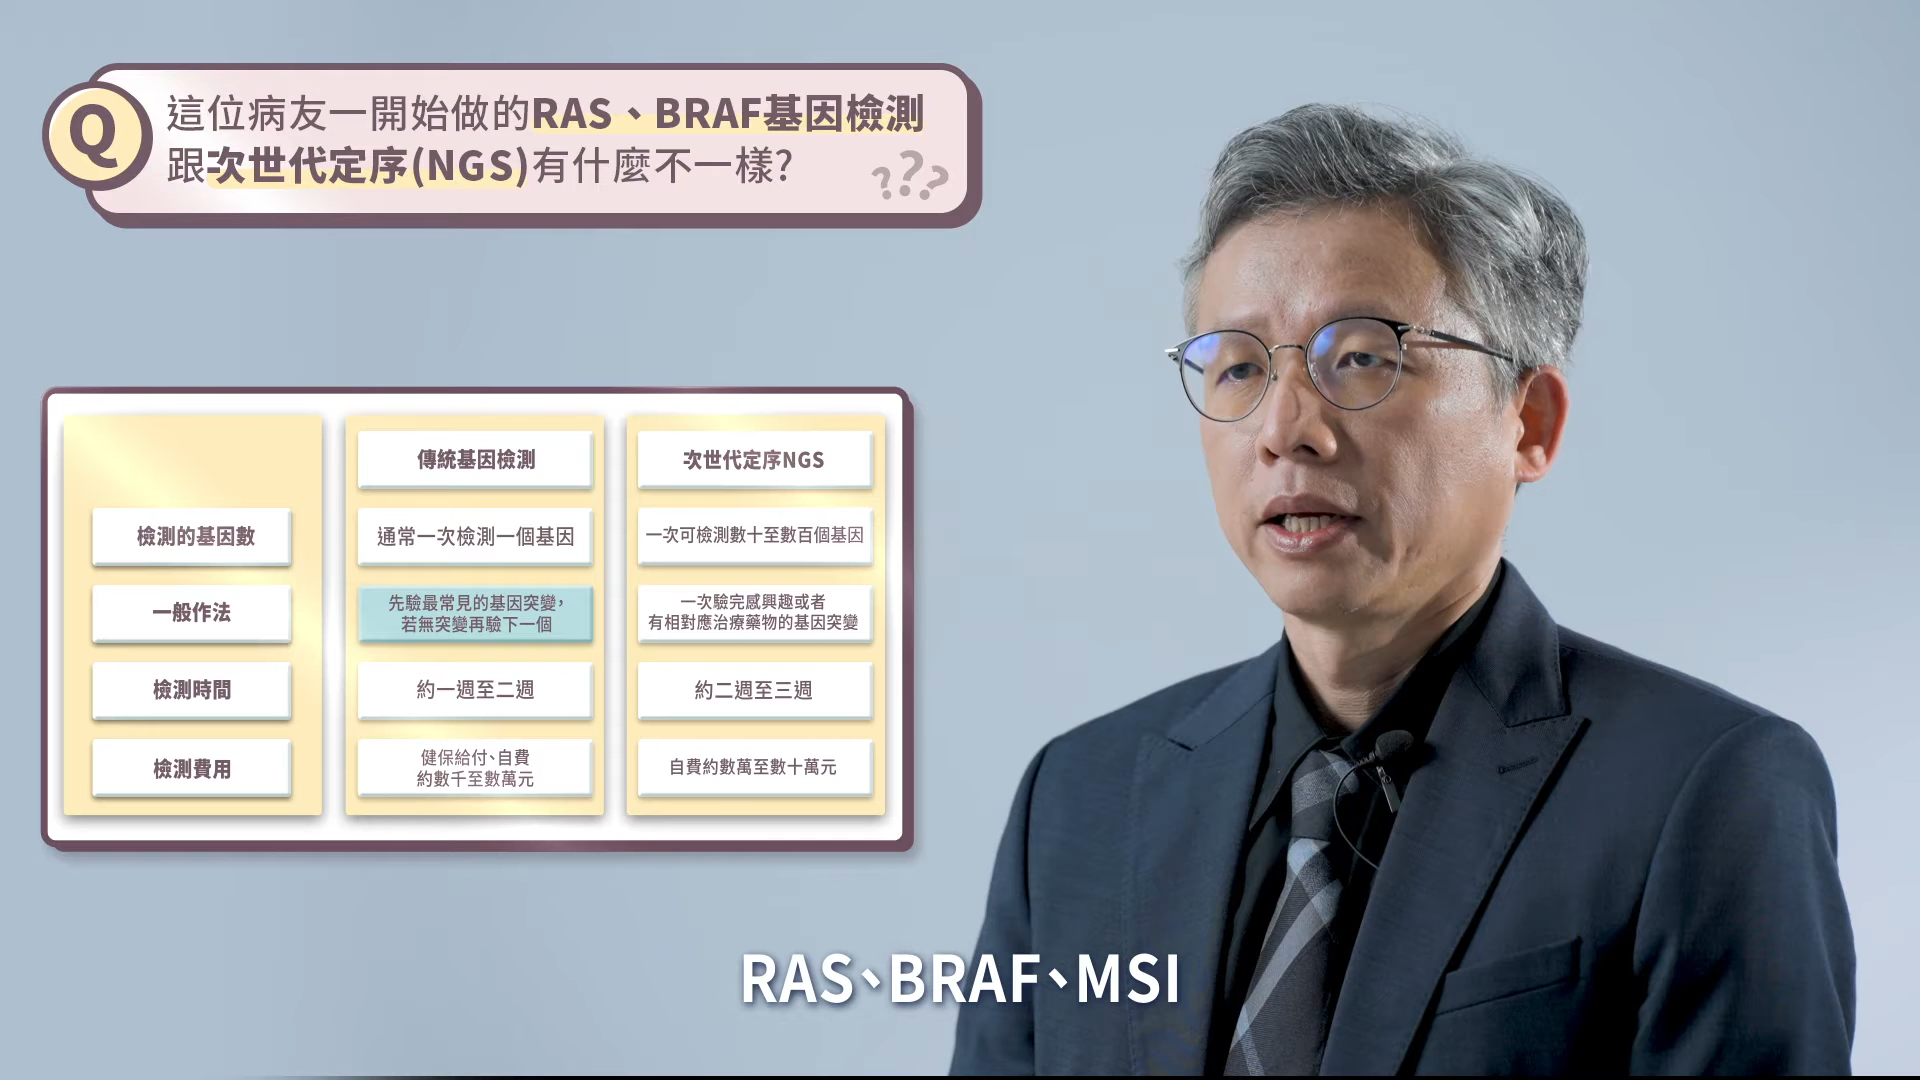 Q
這位病友一開始做的RAS、BRAF基因檢測
跟次世代定序(NGS)有什麼不一樣?
???
傳統基因檢測
次世代定序NGS
檢測的基因數
通常一次檢測一個基因
一次可檢測數十至數百個基因
一般作法
先驗最常見的基因突變,
若無突變再驗下一個
一次驗完感興趣或者
有相對應治療藥物的基因突變
檢測時間
約一週至二週
約二週至三週
檢測費用
健保給付、自費
約數千至數萬元
自費約數萬至數十萬元
RAS、BRAF、MSI